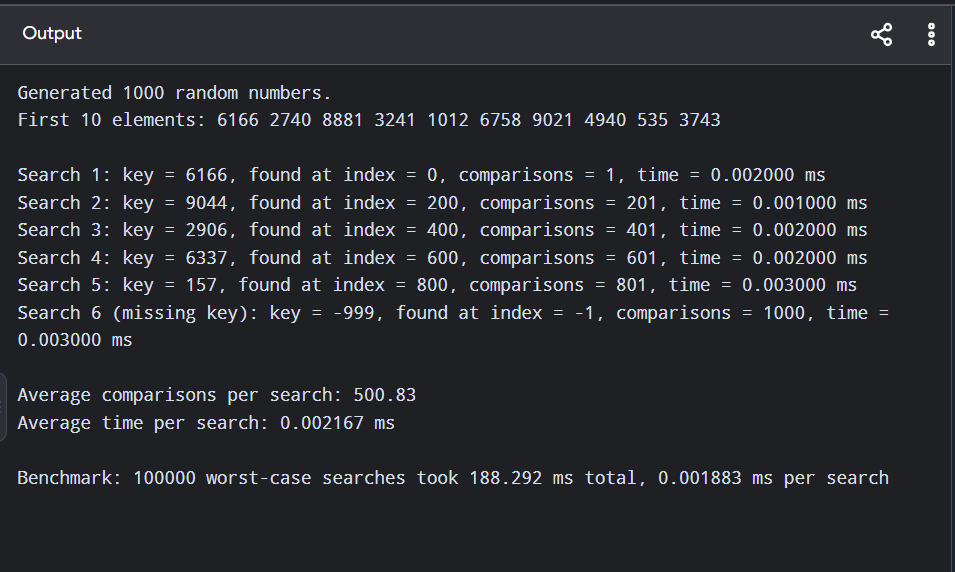 Output
Generated 1000 random numbers.
First 10 elements: 6166 2740 8881 3241 1012 6758 9021 4940 535 3743
Search 1: key = 6166, found at index = 0, comparisons = 1, time = 0.002000 ms
Search 2: key = 9044, found at index = 200, comparisons = 201, time = 0.001000 ms
Search 3: key = 2906, found at index = 400, comparisons = 401, time = 0.002000 ms
Search 4: key = 6337, found at index = 600, comparisons = 601, time = 0.002000 ms
Search 5: key = 157, found at index = 800, comparisons = 801, time = 0.003000 ms
Search 6 (missing key): key = -999, found at index = -1, comparisons = 1000, time =
0.003000 ms
Average comparisons per search: 500.83
Average time per search: 0.002167 ms
Benchmark: 100000 worst-case searches took 188.292 ms total, 0.001883 ms per search